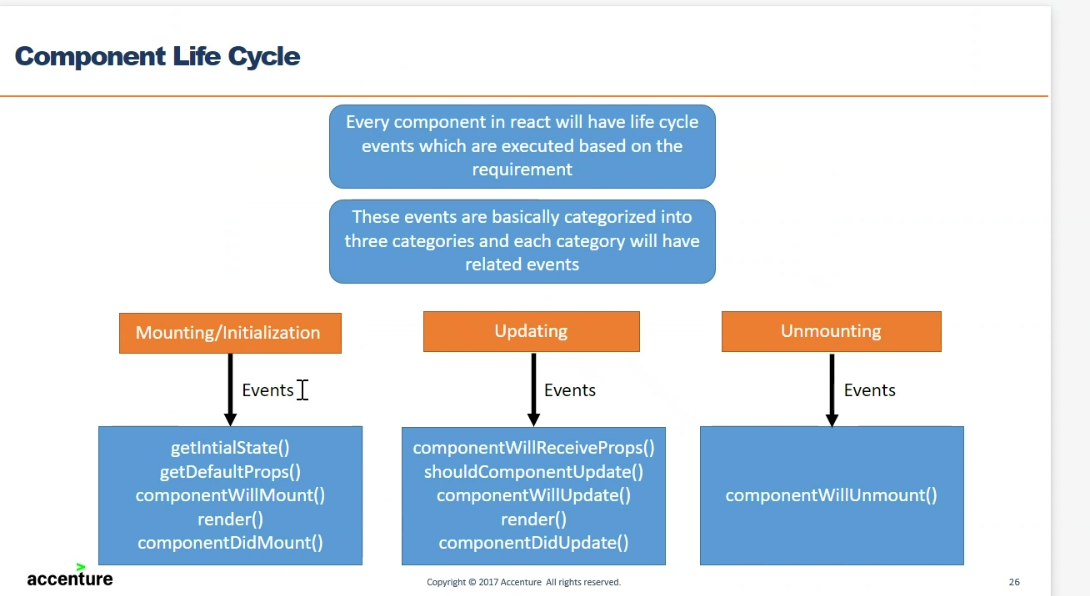 Component Life Cycle
Every component in react will have life cycle
events which are executed based on the
requirement
These events are basically categorized into
three categories and each category will have
related events
Mounting/Initialization
Updating
Unmounting
Events
Events
Events
getIntialState()
getDefaultProps()
componentWillMount()
render()
componentDidMount()
componentWillReceiveProps()
shouldComponentUpdate()
componentWillUpdate()
render()
componentDidUpdate()
componentWillUnmount()
accenture
Copyright © 2017 Accenture All rights reserved.
26